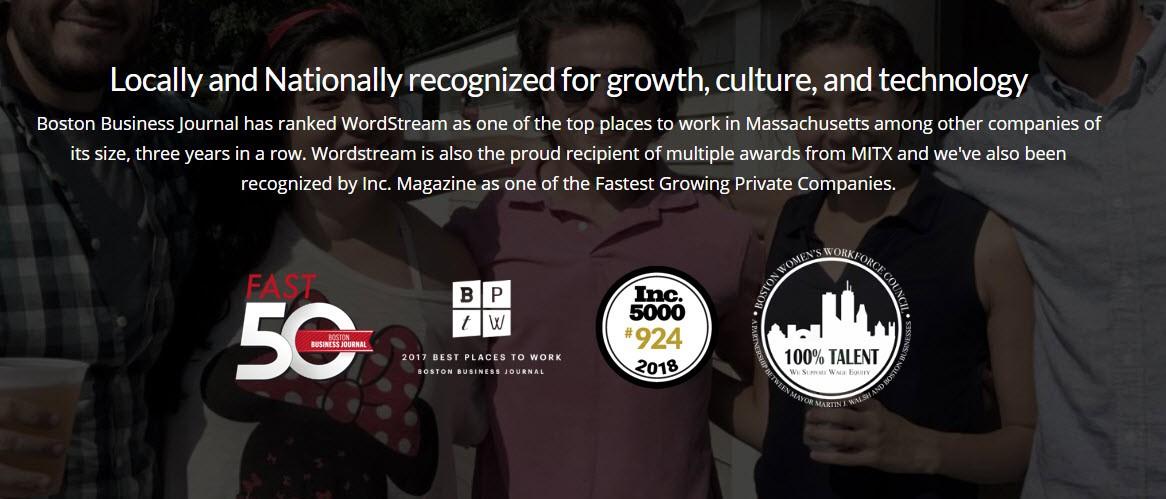 Locally and Nationally recognized for growth, culture, and technology
Boston Business Journal has ranked WordStream as one of the top places to work in Massachusetts among other companies of
its size, three years in a row. Wordstream is also the proud recipient of multiple awards from MITX and we've also been
recognized by Inc. Magazine as one of the Fastest Growing Private Companies.
FAST
50
BOSTON
BUSINESS JOURNAL
B P
t W
2017 BEST PLACES TO WORK
BOSTON BUSINESS JOURNAL
Inc.
5000
#924
2018
BOSTON WOMEN'S WORKFORCE COUNCIL
100% TALENT
WE SUPPORT WAGE EQUITY
A PARTNERSHIP BETWEEN MAYOR MARTIN J. WALSH AND BOSTON BUSINESSES